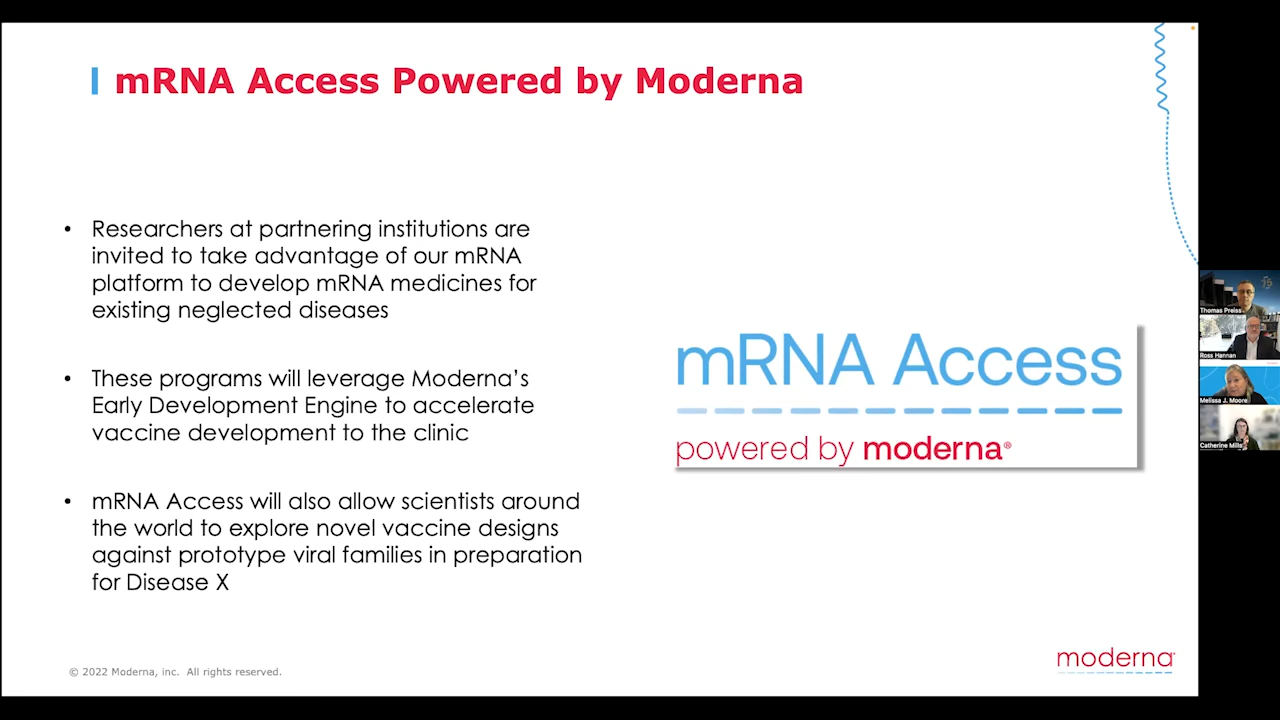 mRNA Access Powered by Moderna
• Researchers at partnering institutions are
invited to take advantage of our mRNA
platform to develop mRNA medicines for
existing neglected diseases
• These programs will leverage Moderna’s
Early Development Engine to accelerate
vaccine development to the clinic
• mRNA Access will also allow scientists around
the world to explore novel vaccine designs
against prototype viral families in preparation
for Disease X
mRNA Access
powered by moderna®
© 2022 Moderna, inc. All rights reserved.
moderna®
Thomas Preiss
Ross Hannan
Melissa J. Moore
Catherine Mills